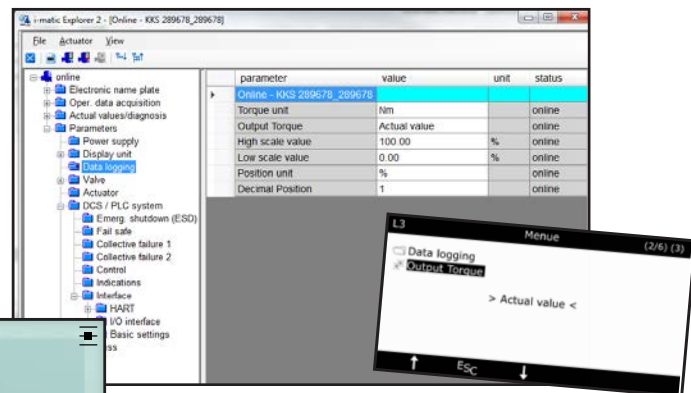 i-matic Explorer 2 - [Online - KKS 289678_289678]
File Actuator View
online
Electronic name plate
Oper. data acquisition
Actual values/diagnosis
Parameters
Power supply
Display unit
Data logging
Valve
Actuator
DCS / PLC system
Emerg. shutdown (ESD)
Fail safe
Collective failure 1
Collective failure 2
Control
Indications
Interface
HART
I/O interface
Basic settings
parameter value unit status
Online - KKS 289678_289678
Torque unit Nm online
Output Torque Actual value online
High scale value 100.00 % online
Low scale value 0.00 % online
Position unit % online
Decimal Position 1 online
L3 Menue (2/6) (3)
Data logging
Output Torque
> Actual value <
↑ ESC ↓